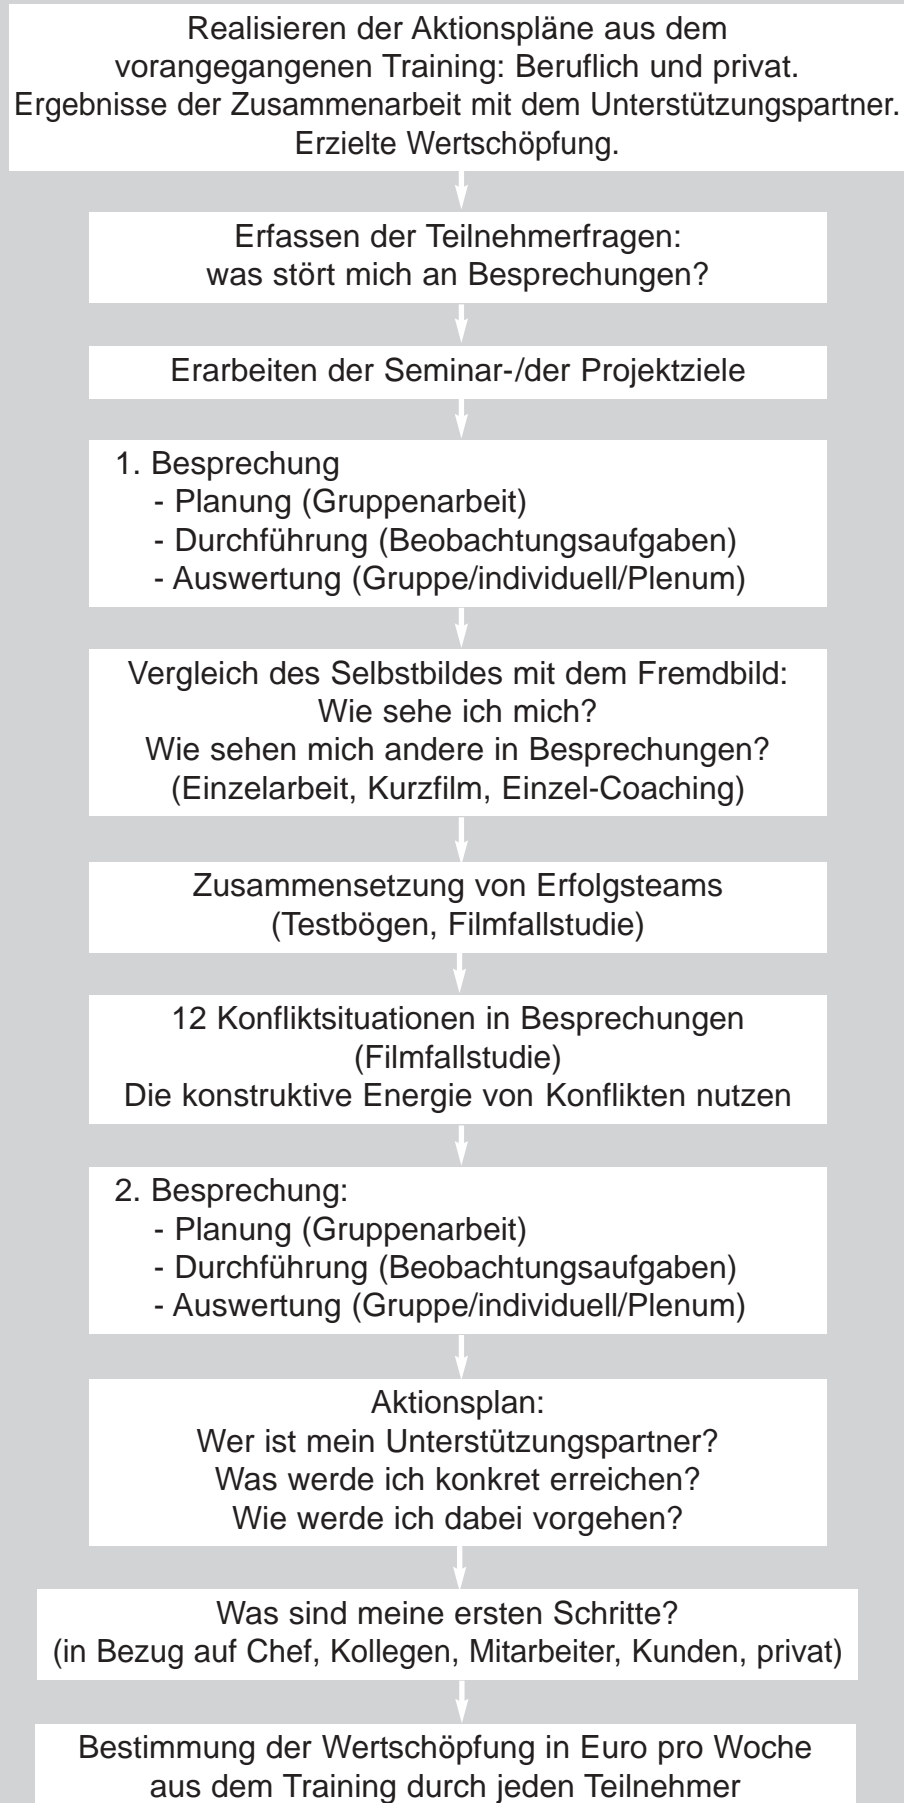 Realisieren der Aktionspläne aus dem
vorangegangenen Training: Beruflich und privat.
Ergebnisse der Zusammenarbeit mit dem Unterstützungspartner.
Erzielte Wertschöpfung.
Erfassen der Teilnehmerfragen:
was stört mich an Besprechungen?
Erarbeiten der Seminar-/der Projektziele
1. Besprechung
- Planung (Gruppenarbeit)
- Durchführung (Beobachtungsaufgaben)
- Auswertung (Gruppe/individuell/Plenum)
Vergleich des Selbstbildes mit dem Fremdbild:
Wie sehe ich mich?
Wie sehen mich andere in Besprechungen?
(Einzelarbeit, Kurzfilm, Einzel-Coaching)
Zusammensetzung von Erfolgsteams
(Testbögen, Filmfallstudie)
12 Konfliktsituationen in Besprechungen
(Filmfallstudie)
Die konstruktive Energie von Konflikten nutzen
2. Besprechung:
- Planung (Gruppenarbeit)
- Durchführung (Beobachtungsaufgaben)
- Auswertung (Gruppe/individuell/Plenum)
Aktionsplan:
Wer ist mein Unterstützungspartner?
Was werde ich konkret erreichen?
Wie werde ich dabei vorgehen?
Was sind meine ersten Schritte?
(in Bezug auf Chef, Kollegen, Mitarbeiter, Kunden, privat)
Bestimmung der Wertschöpfung in Euro pro Woche
aus dem Training durch jeden Teilnehmer